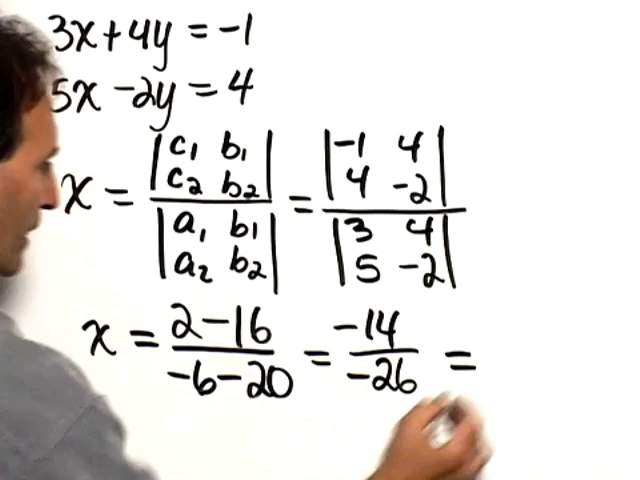 3x+4y = -1
5x -2y = 4
x = |c₁ b₁ c₂ b₂| / |a₁ b₁ a₂ b₂| = |-1 4 4 -2| / |3 4 5 -2|
x = 2-16 / -6-20 = -14 / -26 =